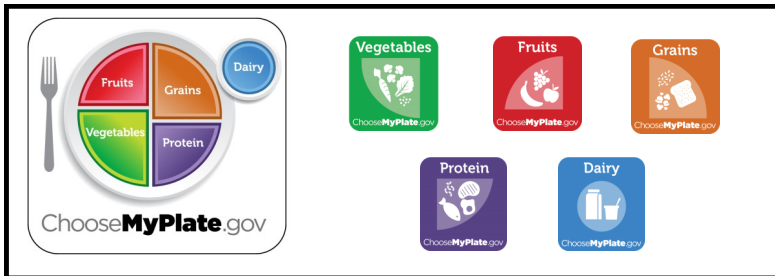 Fruits
Grains
Dairy
Vegetables
Protein
ChooseMyPlate.gov
Vegetables
ChooseMyPlate.gov
Fruits
ChooseMyPlate.gov
Grains
ChooseMyPlate.gov
Protein
ChooseMyPlate.gov
Dairy
ChooseMyPlate.gov